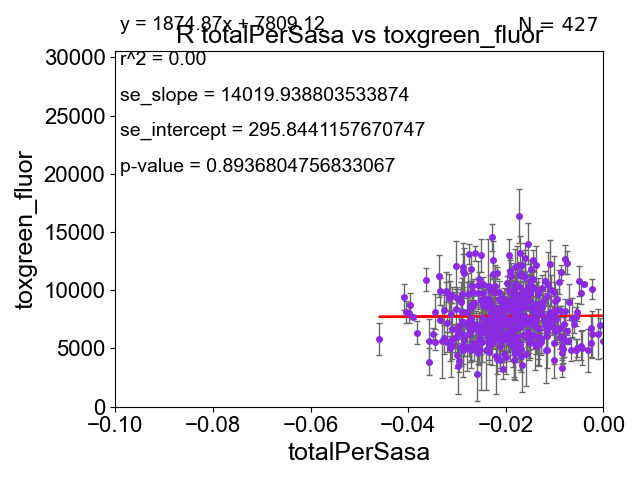 y = 1874.87x + 7809.12
N = 427
R totalPerSasa vs toxgreen_fluor
r^2 = 0.00
se_slope = 14019.938803533874
se_intercept = 295.8441157670747
p-value = 0.8936804756833067
30000
25000
20000
15000
10000
5000
0
toxgreen_fluor
−0.10 −0.08 −0.06 −0.04 −0.02 0.00
totalPerSasa